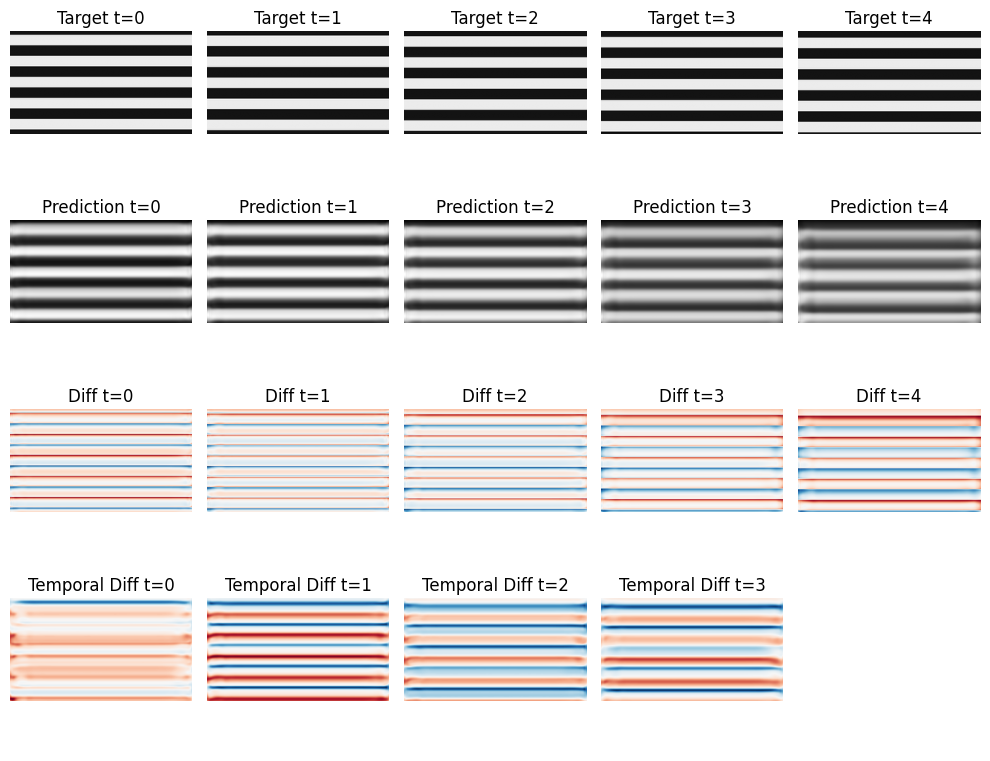 Target t=0 Target t=1 Target t=2 Target t=3 Target t=4
Prediction t=0 Prediction t=1 Prediction t=2 Prediction t=3 Prediction t=4
Diff t=0 Diff t=1 Diff t=2 Diff t=3 Diff t=4
Temporal Diff t=0 Temporal Diff t=1 Temporal Diff t=2 Temporal Diff t=3